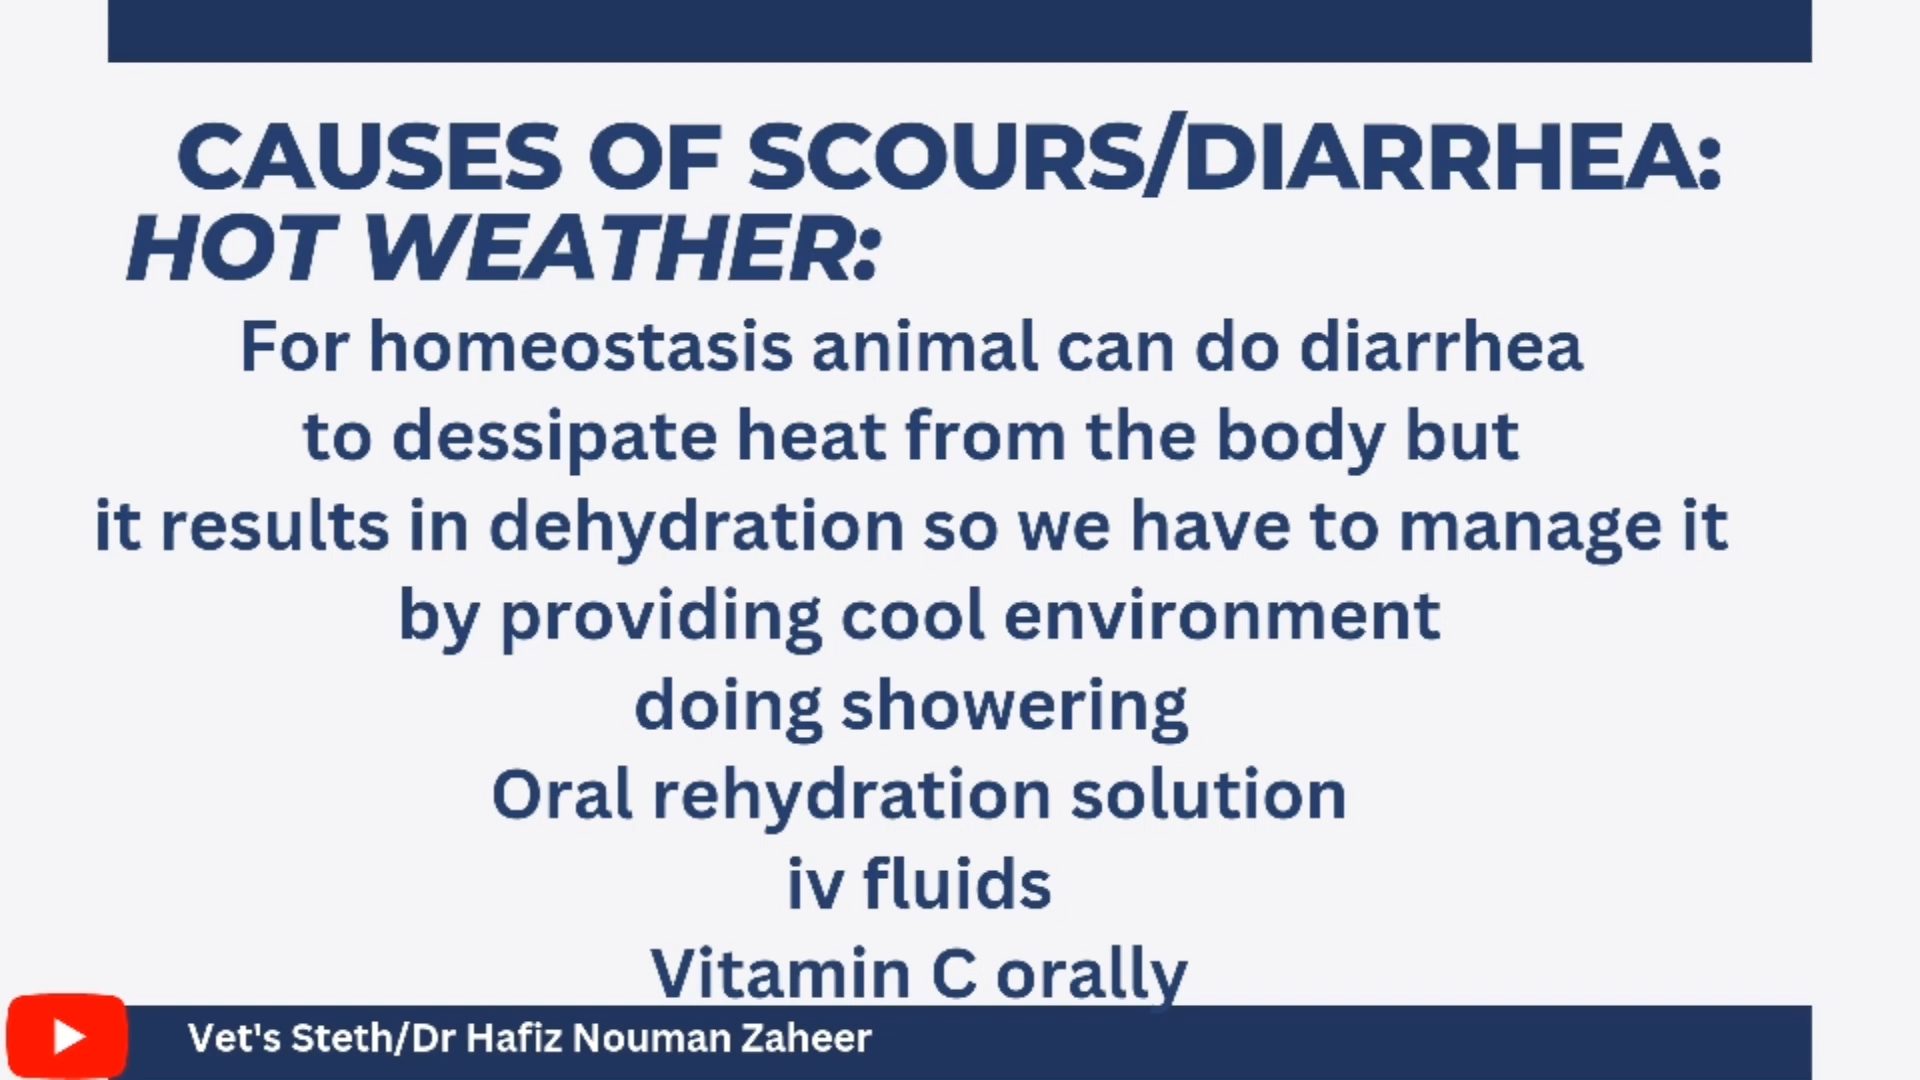 CAUSES OF SCOURS/DIARRHEA:
HOT WEATHER:
For homeostasis animal can do diarrhea
to dessipate heat from the body but
it results in dehydration so we have to manage it
by providing cool environment
doing showering
Oral rehydration solution
iv fluids
Vitamin C orally
Vet's Steth/Dr Hafiz Nouman Zaheer